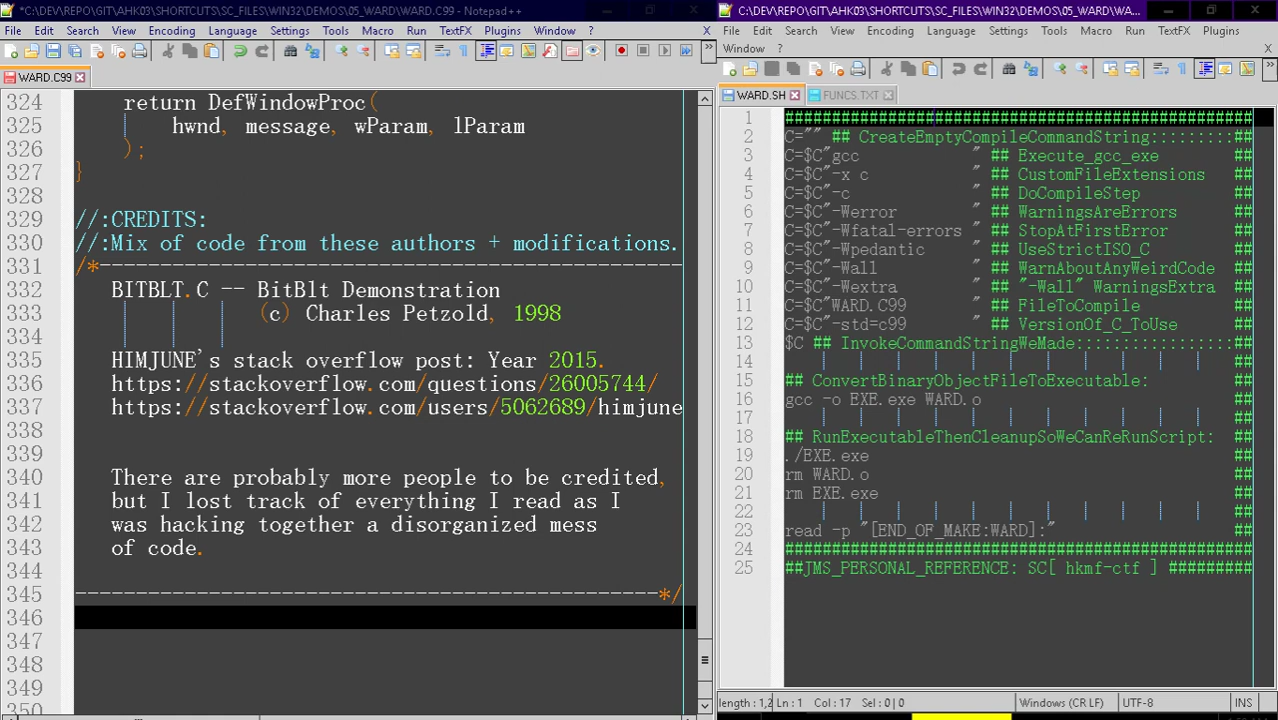 *C:\DEV\REPO\GIT\AHK03\SHORTCUTS\SC_FILES\WIN32\DEMOS\05_WARD\WARD.C99 - Notepad++
File Edit Search View Encoding Language Settings Tools Macro Run TextFX Plugins Window ? X
WARD.C99
324 return DefWindowProc(
325 hwnd, message, wParam, lParam
326 );
327 }
328
329 //:CREDITS:
330 //:Mix of code from these authors + modifications.
331 /*--------------------------------------------------
332 BITBLT.C -- BitBlt Demonstration
333 (c) Charles Petzold, 1998
334
335 HIMJUNE's stack overflow post: Year 2015.
336 https://stackoverflow.com/questions/26005744/
337 https://stackoverflow.com/users/5062689/himjune
338
339
340 There are probably more people to be credited,
341 but I lost track of everything I read as I
342 was hacking together a disorganized mess
343 of code.
344
345 --------------------------------------------------*/
346
347
348
349
350
C:\DEV\REPO\GIT\AHK03\SHORTCUTS\SC_FILES\WIN32\DEMOS\05_WARD\WA...
File Edit Search View Encoding Language Settings Tools Macro Run TextFX Plugins
Window ? X
WARD.SH FUNCS.TXT
1 ##################################################
2 C="" ## CreateEmptyCompileCommandString:::::::::##
3 C=$C"gcc " ## Execute_gcc_exe ##
4 C=$C"-x c " ## CustomFileExtensions ##
5 C=$C"-c " ## DoCompileStep ##
6 C=$C"-Werror " ## WarningsAreErrors ##
7 C=$C"-Wfatal-errors " ## StopAtFirstError ##
8 C=$C"-Wpedantic " ## UseStrictISO_C ##
9 C=$C"-Wall " ## WarnAboutAnyWeirdCode ##
10 C=$C"-Wextra " ## "-Wall" WarningsExtra ##
11 C=$C"WARD.C99 " ## FileToCompile ##
12 C=$C"-std=c99 " ## VersionOf_C_ToUse ##
13 $C ## InvokeCommandStringWeMade:::::::::::::::::##
14 ##
15 ## ConvertBinaryObjectFileToExecutable: ##
16 gcc -o EXE.exe WARD.o ##
17 ##
18 ## RunExecutableThenCleanupSoWeCanReRunScript: ##
19 ./EXE.exe ##
20 rm WARD.o ##
21 rm EXE.exe ##
22 ##
23 read -p "[END_OF_MAKE:WARD]:" ##
24 ##################################################
25 ##JMS_PERSONAL_REFERENCE: SC[ hkmf-ctf ] #########
length : 1,2 Ln : 1 Col : 17 Sel : 0 | 0 Windows (CR LF) UTF-8 INS